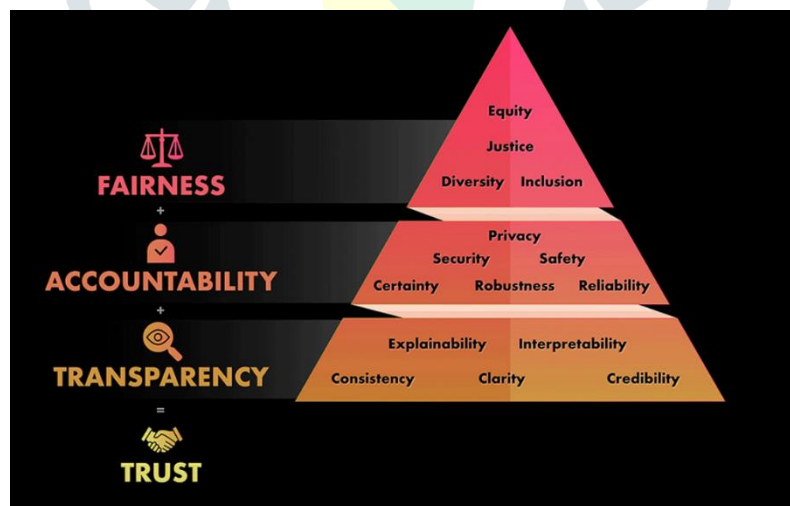 FAIRNESS
+
ACCOUNTABILITY
+
TRANSPARENCY
=
TRUST
Equity
Justice
Diversity Inclusion
Privacy
Security Safety
Certainty Robustness Reliability
Explainability Interpretability
Consistency Clarity Credibility